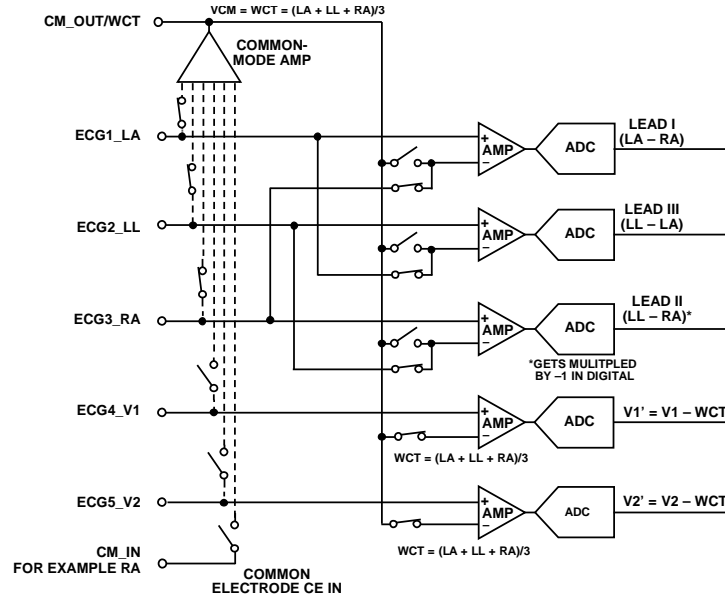 VCM = WCT = (LA + LL + RA)/3
CM_OUT/WCT
COMMON-
MODE AMP
ECG1_LA
+
AMP
–
ADC
LEAD I
(LA – RA)
ECG2_LL
+
AMP
–
ADC
LEAD III
(LL – LA)
ECG3_RA
+
AMP
–
ADC
LEAD II
(LL – RA)*
*GETS MULITPLED
BY –1 IN DIGITAL
ECG4_V1
+
AMP
–
ADC
V1’ = V1 – WCT
WCT = (LA + LL + RA)/3
ECG5_V2
+
AMP
–
ADC
V2’ = V2 – WCT
WCT = (LA + LL + RA)/3
CM_IN
FOR EXAMPLE RA
COMMON
ELECTRODE CE IN